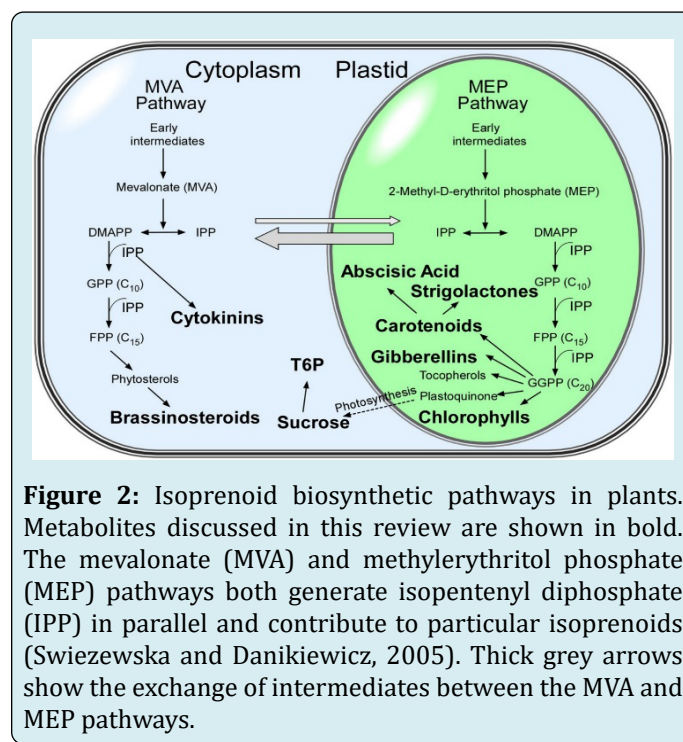 Cytoplasm Plastid
MVA
Pathway
Early
intermediates
Mevalonate (MVA)
DMAPP IPP
IPP
GPP (C10)
IPP
Cytokinins
FPP (C15)
Phytosterols
Brassinosteroids
T6P
Sucrose
Photosynthesis
MEP
Pathway
Early
intermediates
2-Methyl-D-erythritol phosphate (MEP)
IPP DMAPP
IPP
Abscisic Acid
GPP (C10)
Strigolactones
IPP
Carotenoids
FPP (C15)
Gibberellins
IPP
Tocopherols
GGPP (C20)
Plastoquinone
Chlorophylls
Figure 2: Isoprenoid biosynthetic pathways in plants.
Metabolites discussed in this review are shown in bold.
The mevalonate (MVA) and methylerythritol phosphate
(MEP) pathways both generate isopentenyl diphosphate
(IPP) in parallel and contribute to particular isoprenoids
(Swiezewska and Danikiewicz, 2005). Thick grey arrows
show the exchange of intermediates between the MVA and
MEP pathways.